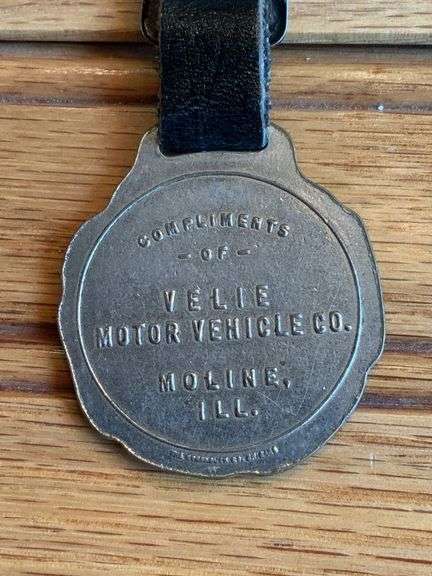 COMPLIMENTS
- OF -
VELIE
MOTOR VEHICLE CO.
MOLINE,
ILL.